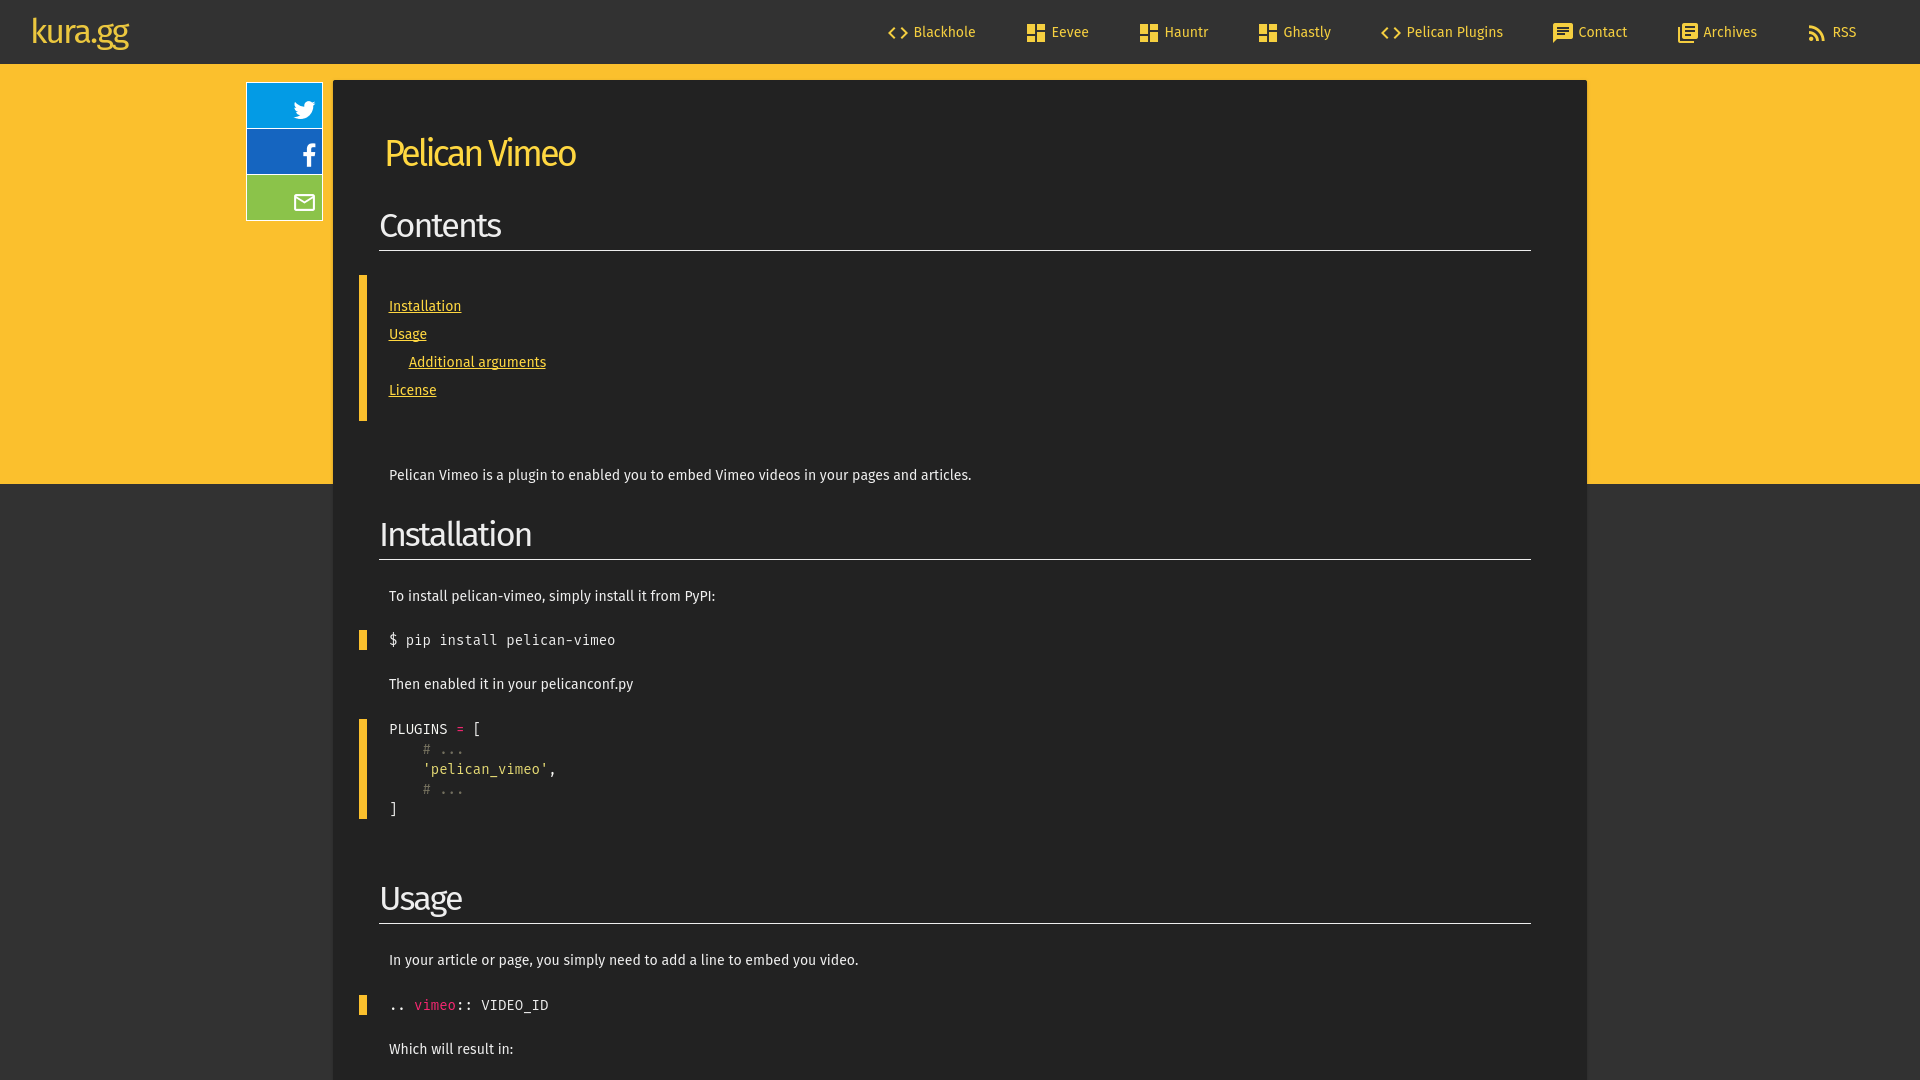 kura.gg
Blackhole
Eevee
Hauntr
Ghastly
Pelican Plugins
Contact
Archives
RSS
Pelican Vimeo
Contents
Installation
Usage
Additional arguments
License
Pelican Vimeo is a plugin to enabled you to embed Vimeo videos in your pages and articles.
Installation
To install pelican-vimeo, simply install it from PyPI:
$ pip install pelican-vimeo
Then enabled it in your pelicanconf.py
PLUGINS = [
    # ...
    'pelican_vimeo',
    # ...
]
Usage
In your article or page, you simply need to add a line to embed you video.
.. vimeo:: VIDEO_ID
Which will result in: